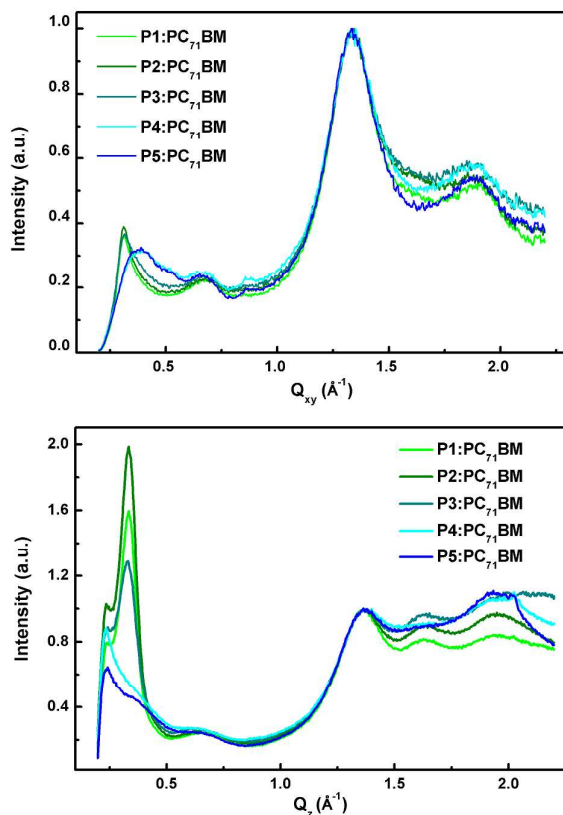 1.0
0.8
0.6
0.4
0.2
0.0
Intensity (a.u.)
P1:PC₇₁BM
P2:PC₇₁BM
P3:PC₇₁BM
P4:PC₇₁BM
P5:PC₇₁BM
0.5 1.0 1.5 2.0
Qxy (Å⁻¹)
2.0
1.6
1.2
0.8
0.4
Intensity (a.u.)
P1:PC₇₁BM
P2:PC₇₁BM
P3:PC₇₁BM
P4:PC₇₁BM
P5:PC₇₁BM
0.5 1.0 1.5 2.0
Qz (Å⁻¹)